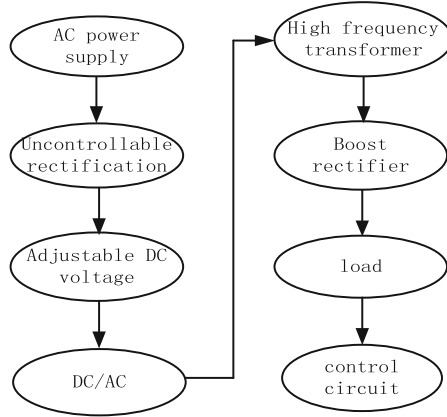 AC power
supply
Uncontrollable
rectification
Adjustable DC
voltage
DC/AC
High frequency
transformer
Boost
rectifier
load
control
circuit